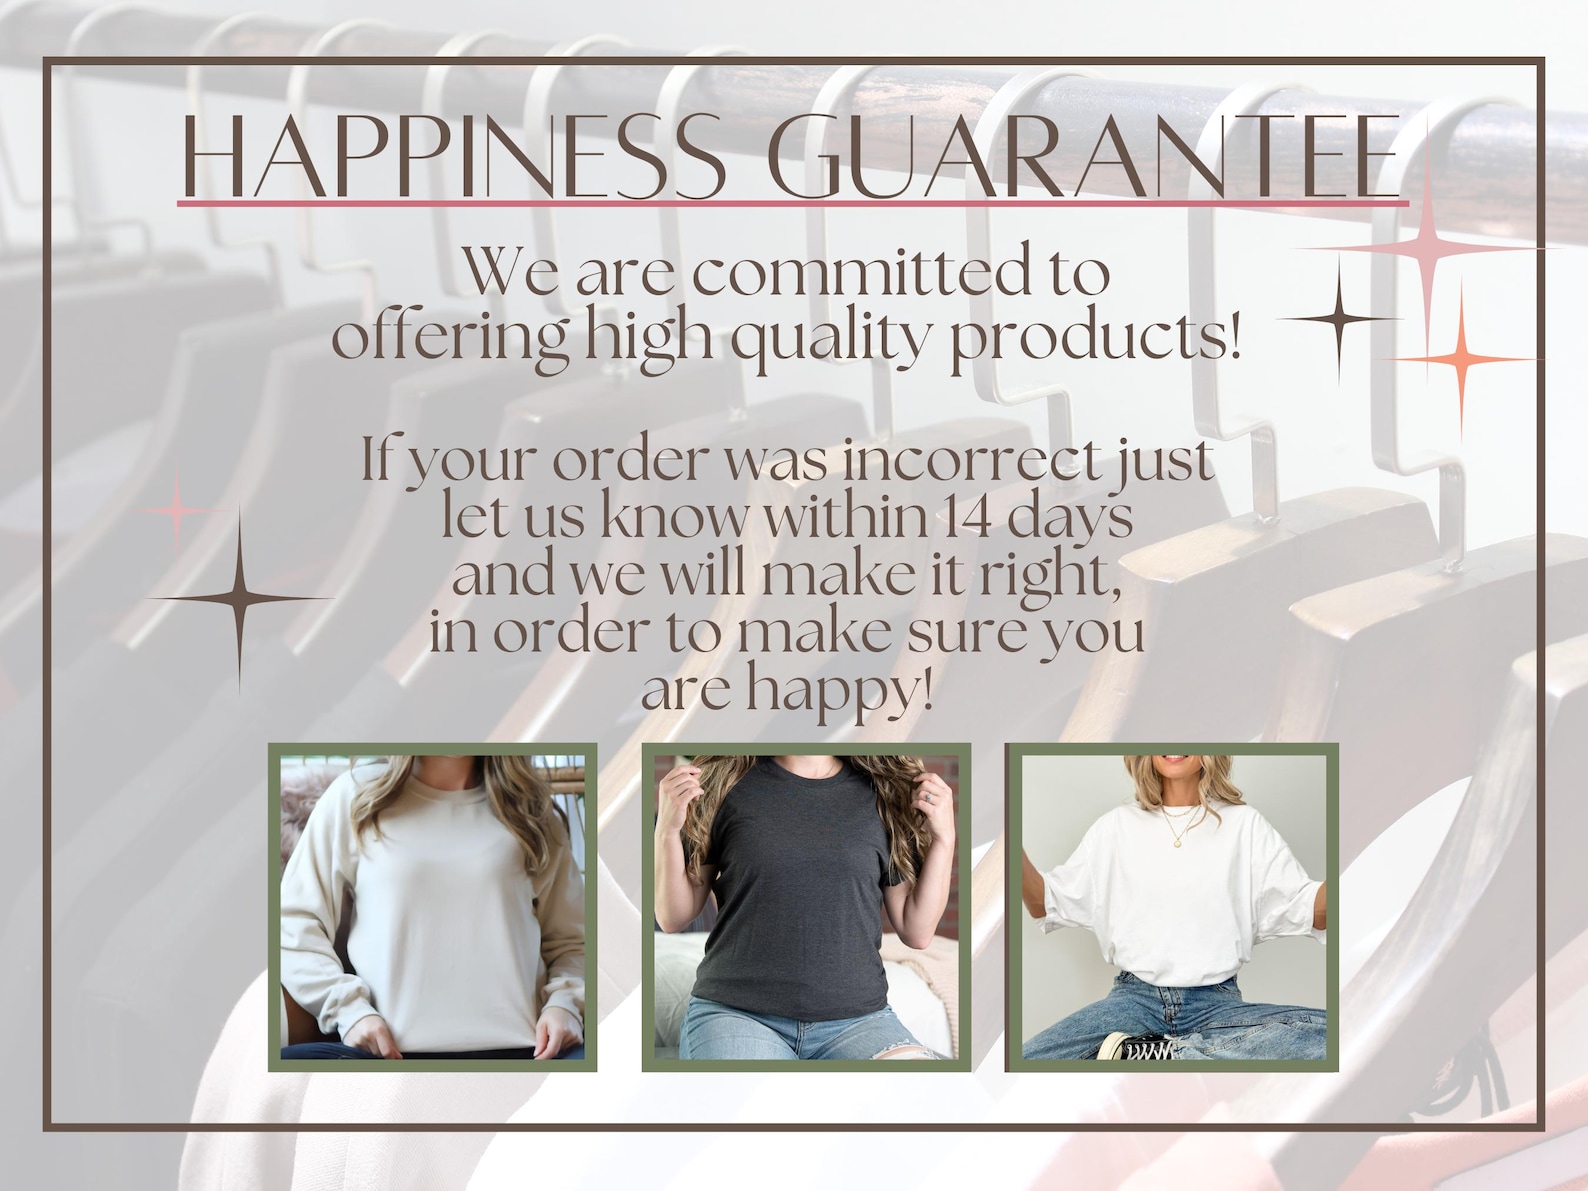 HAPPINESS GUARANTEE
We are committed to
offering high quality products!
If your order was incorrect just
let us know within 14 days
and we will make it right,
in order to make sure you
are happy!